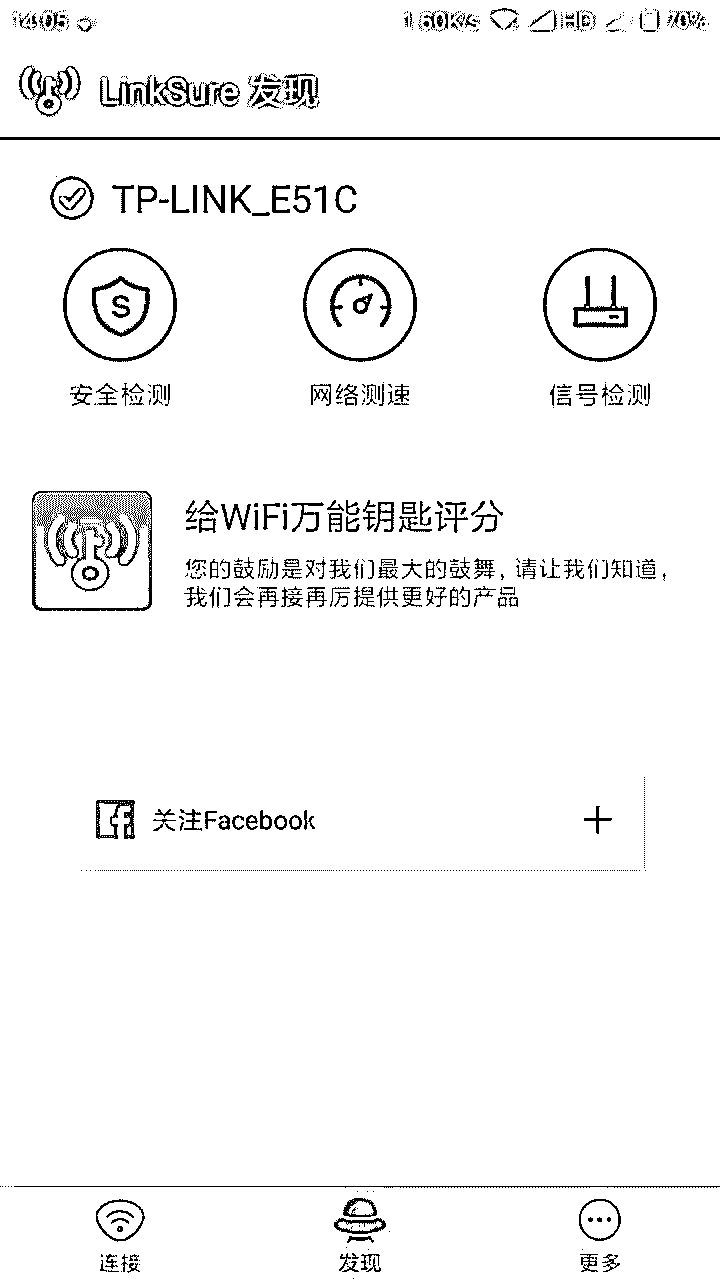 14:05 1.60K/s HD 70%
LinkSure 发现
TP-LINK_E51C
S
安全检测 网络测速 信号检测
给WiFi万能钥匙评分
您的鼓励是对我们最大的鼓舞, 请让我们知道,
我们会再接再厉提供更好的产品
关注Facebook
连接 发现 更多